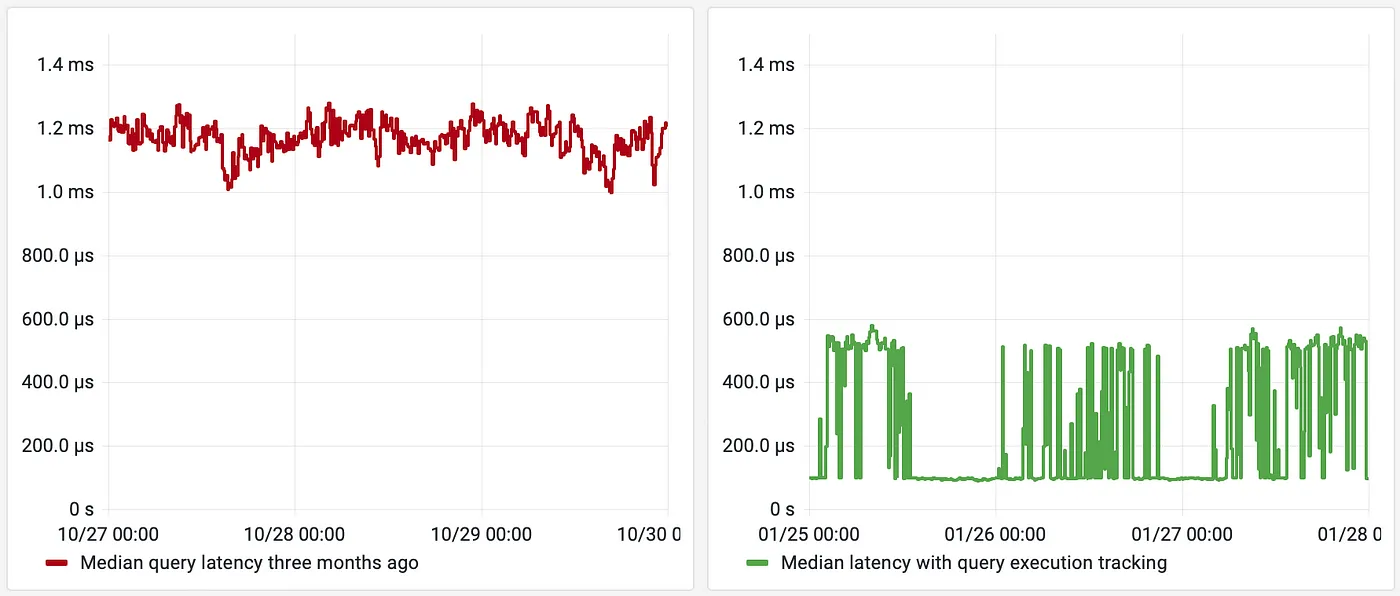 1.4 ms
1.2 ms
1.0 ms
800.0 µs
600.0 µs
400.0 µs
200.0 µs
0 s
10/27 00:00 10/28 00:00 10/29 00:00 10/30 0
Median query latency three months ago
1.4 ms
1.2 ms
1.0 ms
800.0 µs
600.0 µs
400.0 µs
200.0 µs
0 s
01/25 00:00 01/26 00:00 01/27 00:00 01/28 0
Median latency with query execution tracking